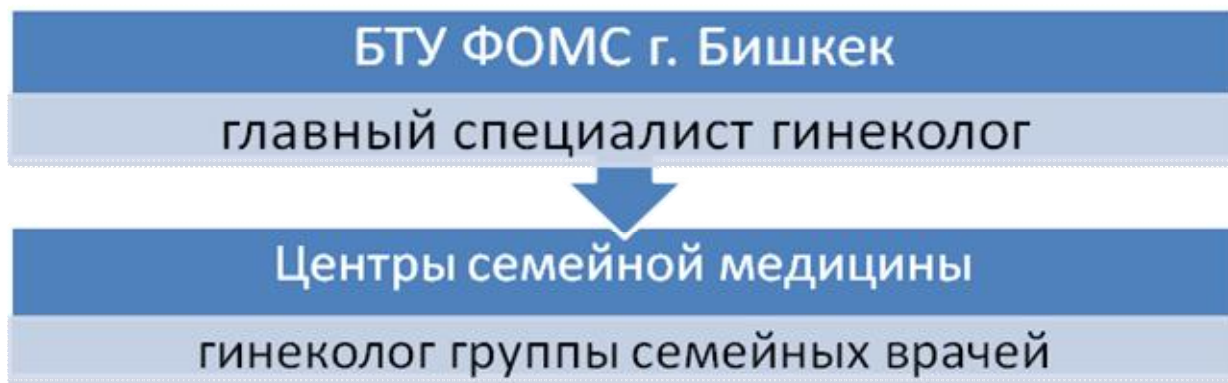 БТУ ФОМС г. Бишкек
главный специалист гинеколог
Центры семейной медицины
гинеколог группы семейных врачей